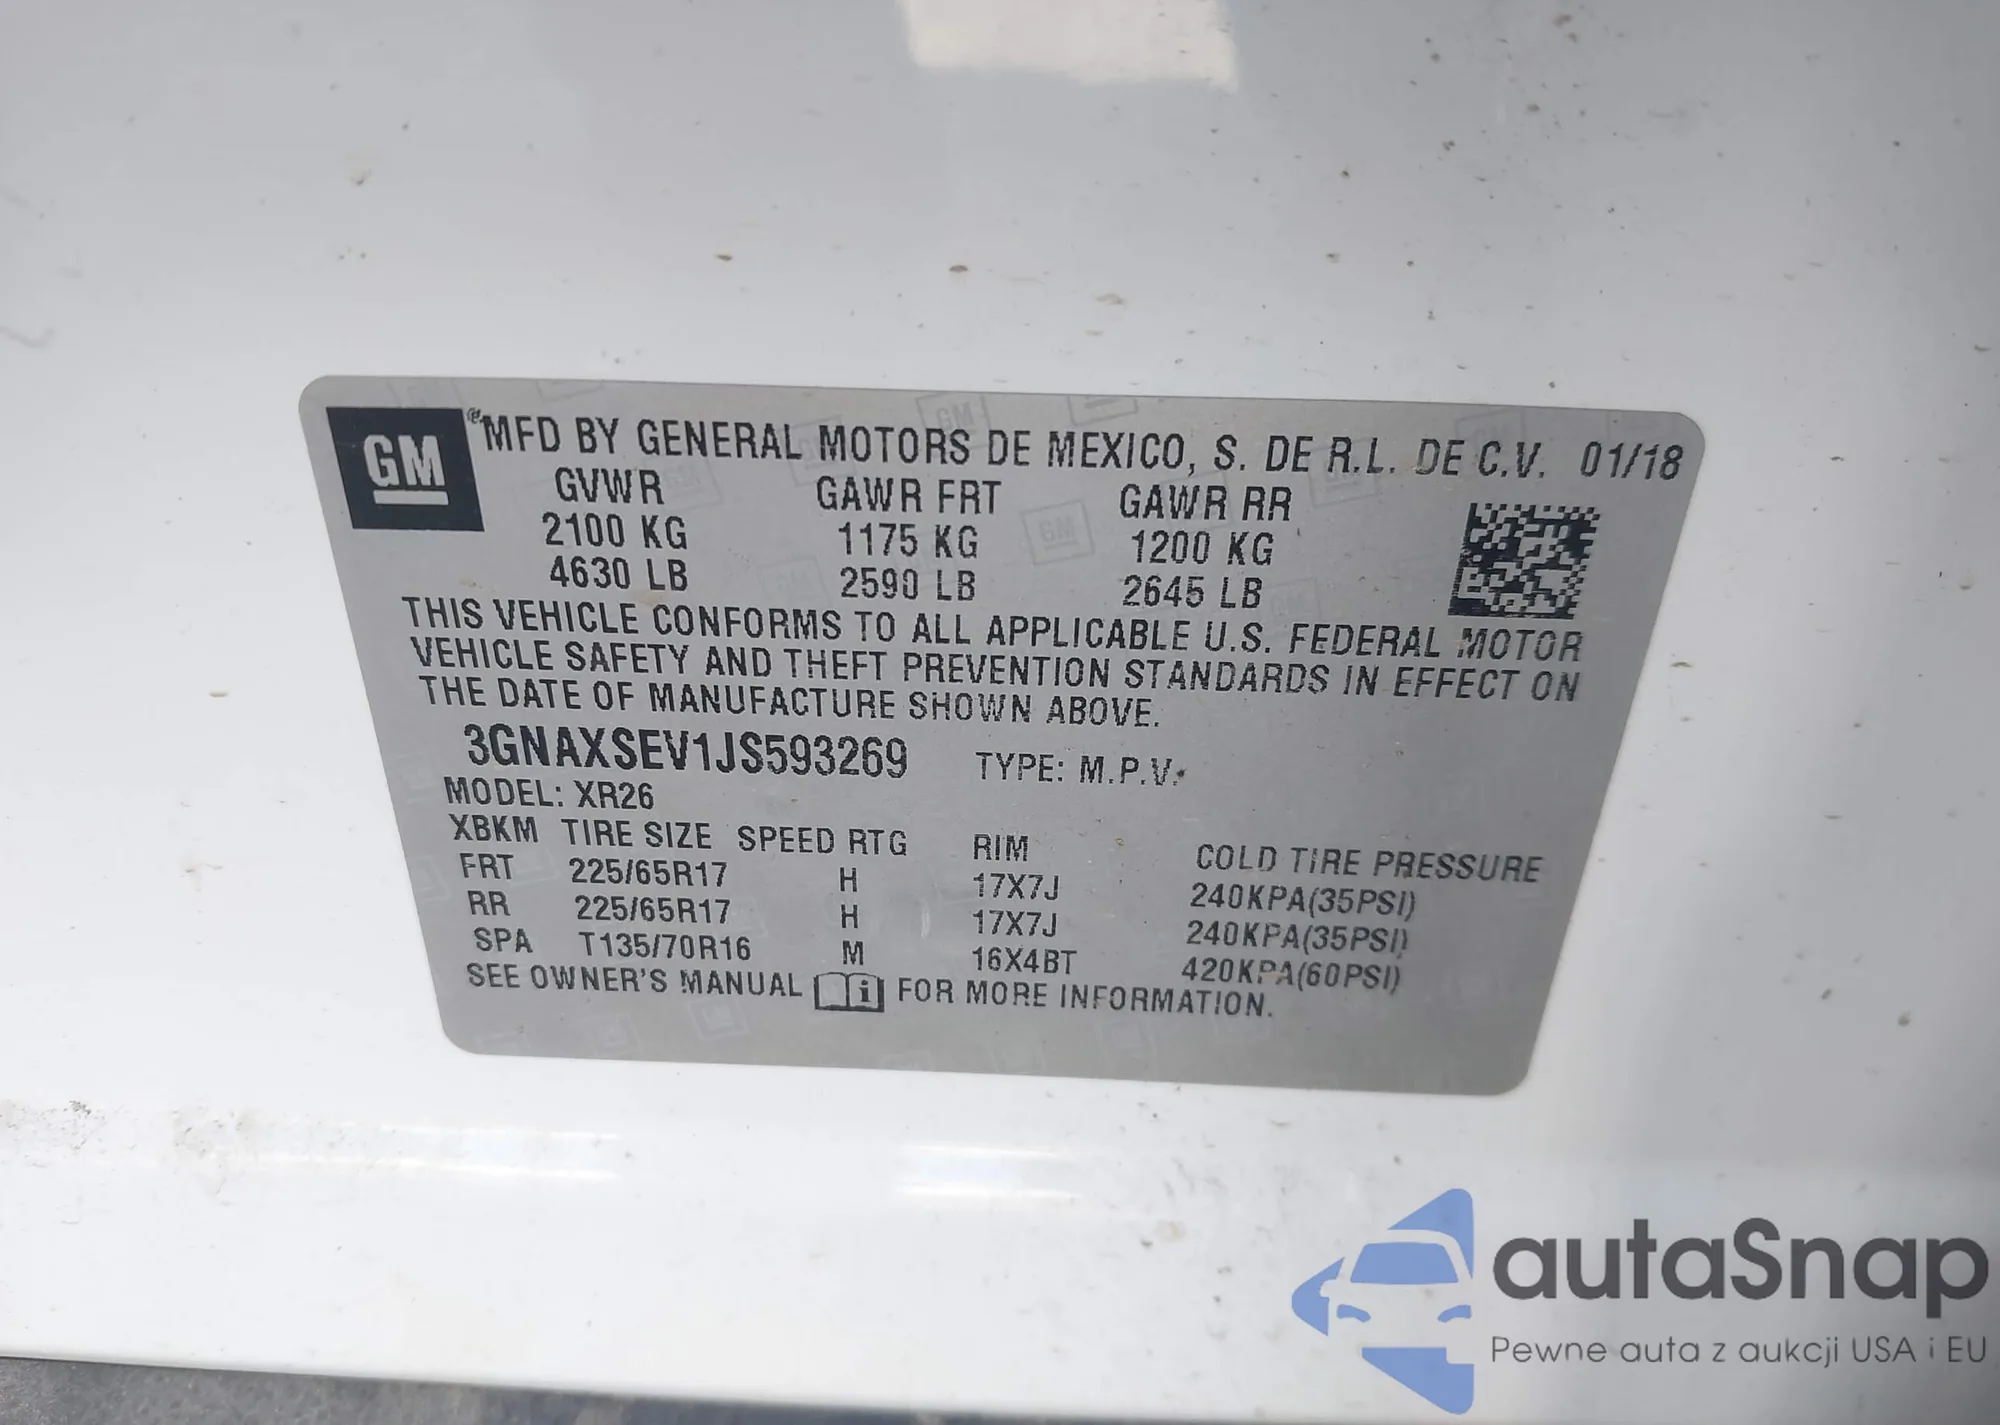 GM
MFD BY GENERAL MOTORS DE MEXICO, S. DE R.L. DE C.V. 01/18
GVWR GAWR FRT GAWR RR
2100 KG 1175 KG 1200 KG
4630 LB 2590 LB 2645 LB
THIS VEHICLE CONFORMS TO ALL APPLICABLE U.S. FEDERAL MOTOR
VEHICLE SAFETY AND THEFT PREVENTION STANDARDS IN EFFECT ON
THE DATE OF MANUFACTURE SHOWN ABOVE.
3GNAXSEV1JS593269 TYPE: M.P.V.
MODEL: XR26
XBKM TIRE SIZE SPEED RTG RIM COLD TIRE PRESSURE
FRT 225/65R17 H 17X7J 240KPA(35PSI)
RR 225/65R17 H 17X7J 240KPA(35PSI)
SPA T135/70R16 M 16X4BT 420KPA(60PSI)
SEE OWNER'S MANUAL i FOR MORE INFORMATION.
autaSnap
Pewne auta z aukcji USA i EU